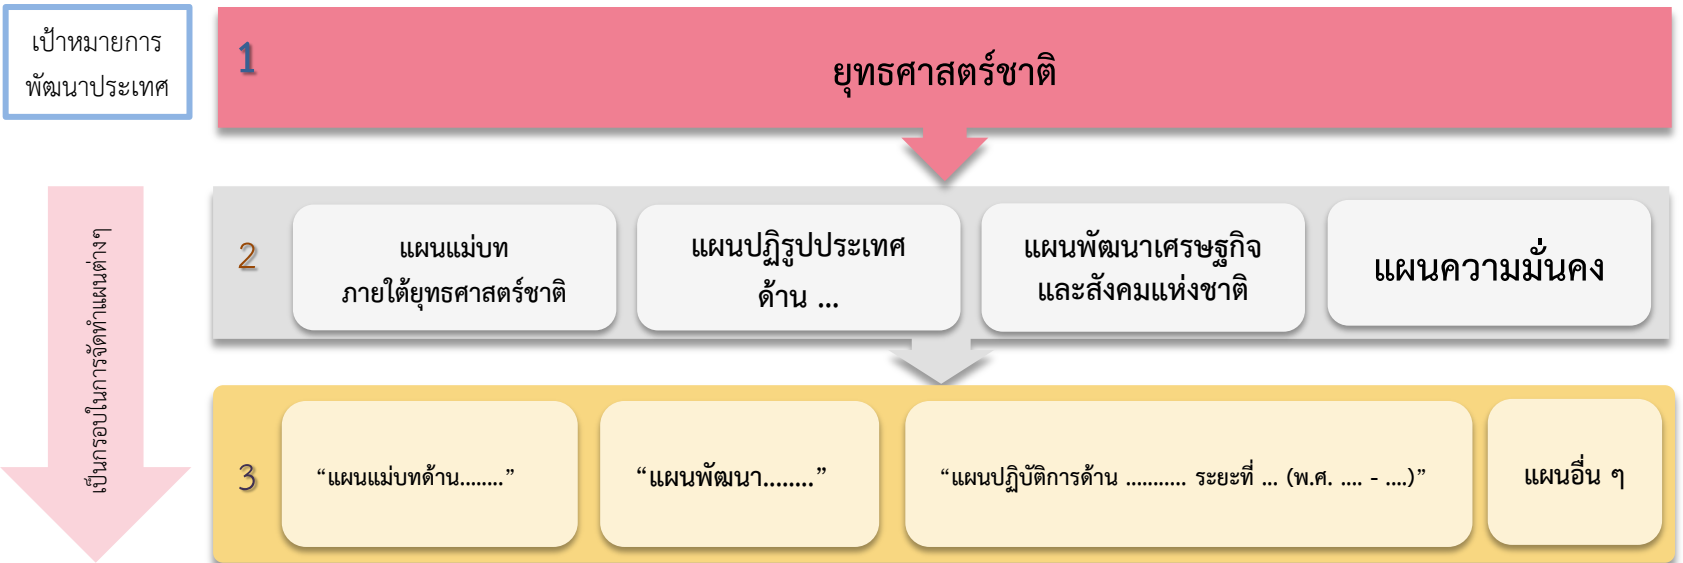 เป้าหมายการ
พัฒนาประเทศ
1
ยุทธศาสตร์ชาติ
เป็นกรอบในการจัดทำแผนต่างๆ
2
แผนแม่บท
ภายใต้ยุทธศาสตร์ชาติ
แผนปฏิรูปประเทศ
ด้าน ...
แผนพัฒนาเศรษฐกิจ
และสังคมแห่งชาติ
แผนความมั่นคง
3
“แผนแม่บทด้าน........”
“แผนพัฒนา........”
“แผนปฏิบัติการด้าน ........... ระยะที่ ... (พ.ศ. .... - ....)”
แผนอื่น ๆ